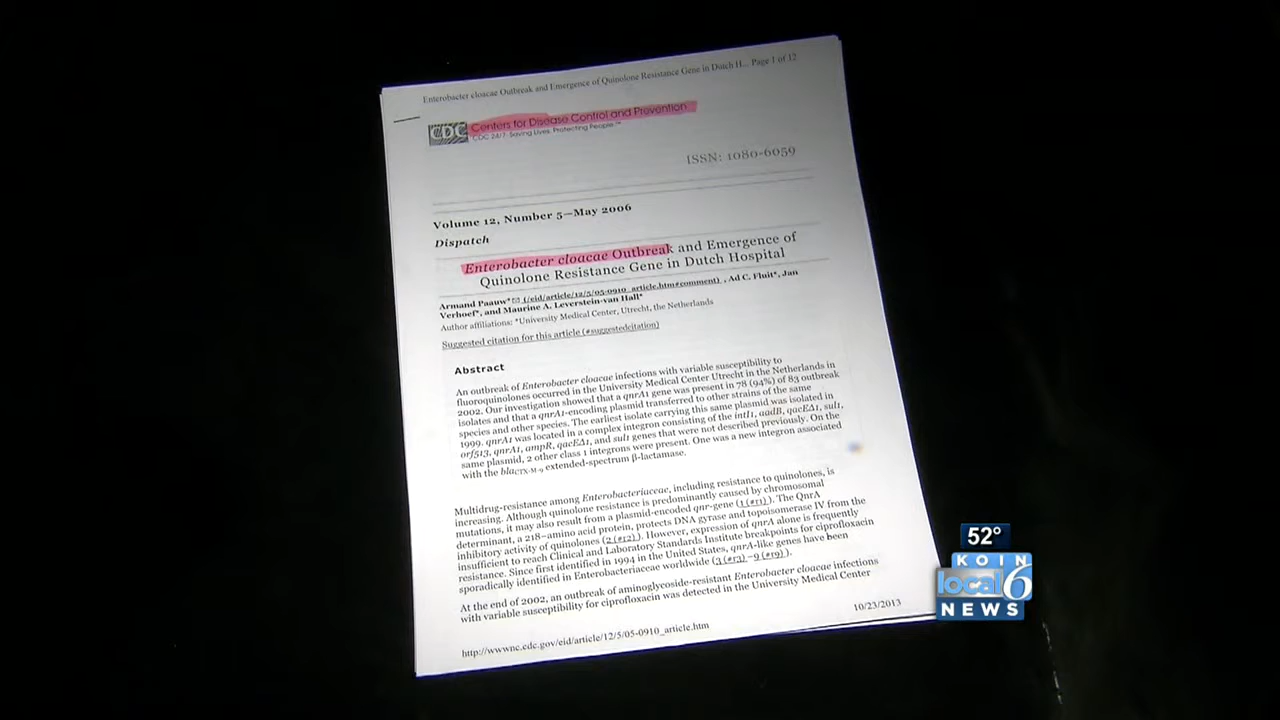 Enterobacter cloacae Outbreak and Emergence of Quinolone Resistance Gene in Dutch H... Page 1 of 12
CDC Centers for Disease Control and Prevention
CDC 24/7: Saving Lives. Protecting People.™
ISSN: 1080-6059
Volume 12, Number 5—May 2006
Dispatch
Enterobacter cloacae Outbreak and Emergence of
Quinolone Resistance Gene in Dutch Hospital
Armand Paauw*✉ (/eid/article/12/5/05-0910_article.htm#comment) , Ad C. Fluit*, Jan
Verhoef*, and Maurine A. Leverstein-van Hall*
Author affiliations: *University Medical Center, Utrecht, the Netherlands
Suggested citation for this article (#suggestedcitation)
Abstract
An outbreak of Enterobacter cloacae infections with variable susceptibility to
fluoroquinolones occurred in the University Medical Center Utrecht in the Netherlands in
2002. Our investigation showed that a qnrA1 gene was present in 78 (94%) of 83 outbreak
isolates and that a qnrA1-encoding plasmid transferred to other strains of the same
species and other species. The earliest isolate carrying this same plasmid was isolated in
1999. qnrA1 was located in a complex integron consisting of the intI1, aadB, qacEΔ1, sul1,
orf513, qnrA1, ampR, qacEΔ1, and sul1 genes that were not described previously. On the
same plasmid, 2 other class 1 integrons were present. One was a new integron associated
with the blaCTX-M-9 extended-spectrum β-lactamase.
Multidrug-resistance among Enterobacteriaceae, including resistance to quinolones, is
increasing. Although quinolone resistance is predominantly caused by chromosomal
mutations, it may also result from a plasmid-encoded qnr-gene (1 (#r1) ). The QnrA
determinant, a 218–amino acid protein, protects DNA gyrase and topoisomerase IV from the
inhibitory activity of quinolones (2 (#r2) ). However, expression of qnrA alone is frequently
insufficient to reach Clinical and Laboratory Standards Institute breakpoints for ciprofloxacin
resistance. Since first identified in 1994 in the United States, qnrA-like genes have been
sporadically identified in Enterobacteriaceae worldwide (3 (#r3) –9 (#r9) ).
At the end of 2002, an outbreak of aminoglycoside-resistant Enterobacter cloacae infections
with variable susceptibility for ciprofloxacin was detected in the University Medical Center
http://wwwnc.cdc.gov/eid/article/12/5/05-0910_article.htm
10/23/2013
52°
KOIN
local 6
NEWS